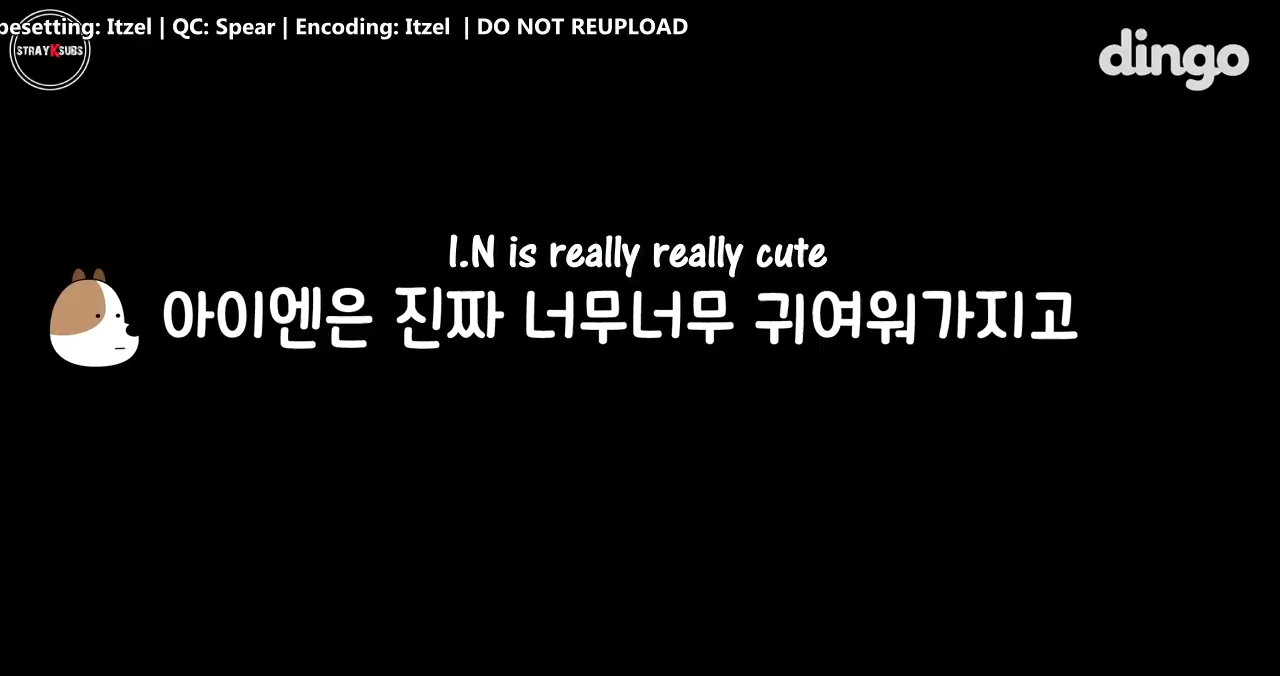 besetting: Itzel | QC: Spear | Encoding: Itzel | DO NOT REUPLOAD
STRAYKSUBS
dingo
I.N is really really cute
아이엔은 진짜 너무너무 귀여워가지고